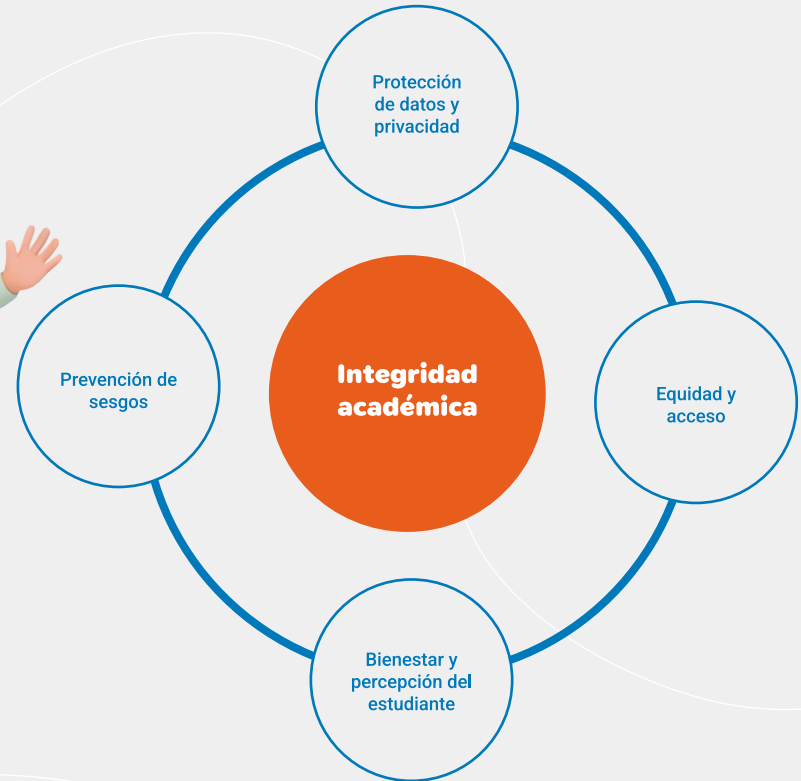 Protección
de datos y
privacidad
Prevención de
sesgos
Integridad
académica
Equidad y
acceso
Bienestar y
percepción del
estudiante